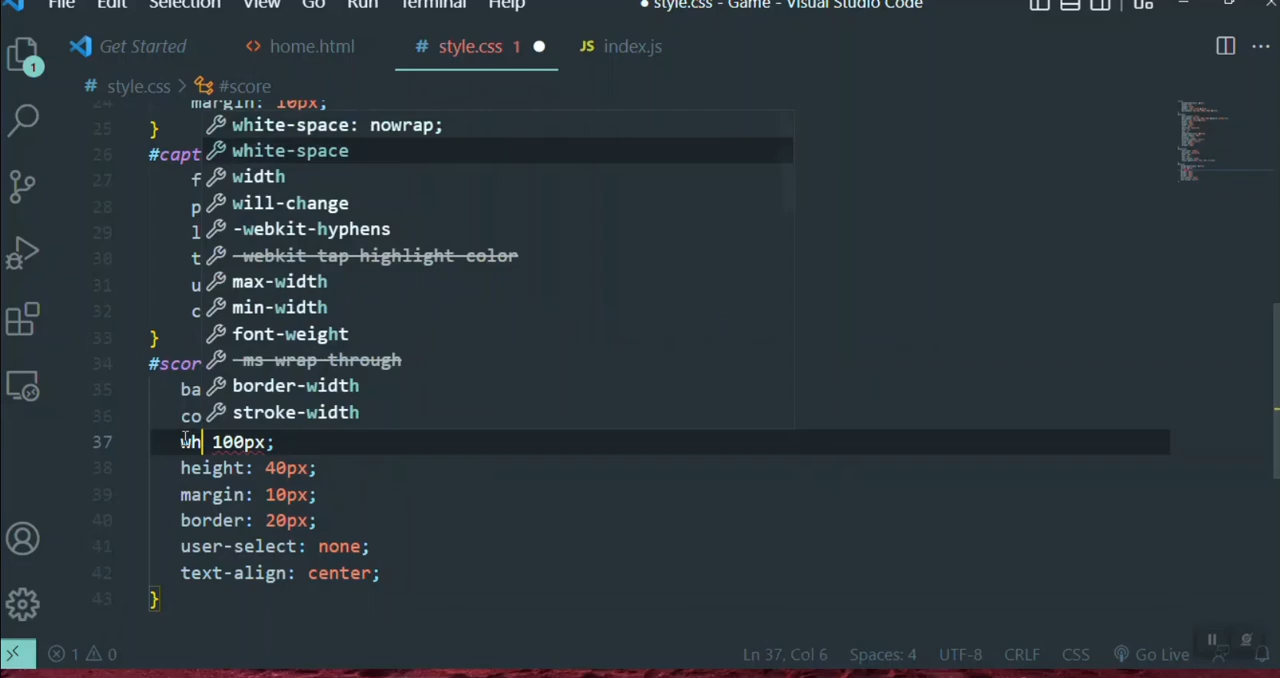 File Edit Selection View Go Run Terminal Help ● style.css - Game - Visual Studio Code
Get Started <> home.html # style.css 1 ● JS index.js
# style.css > #score
1
24 margin: 10px;
25 }
white-space: nowrap;
26 #capt white-space
27 f width
28 p will-change
29 l -webkit-hyphens
30 t -webkit-tap-highlight-color
31 u max-width
32 c min-width
33 } font-weight
34 #scor -ms-wrap-through
35 ba border-width
36 co stroke-width
37 wh 100px;
38 height: 40px;
39 margin: 10px;
40 border: 20px;
41 user-select: none;
42 text-align: center;
43 }
1 0 Ln 37, Col 6 Spaces: 4 UTF-8 CRLF CSS Go Live